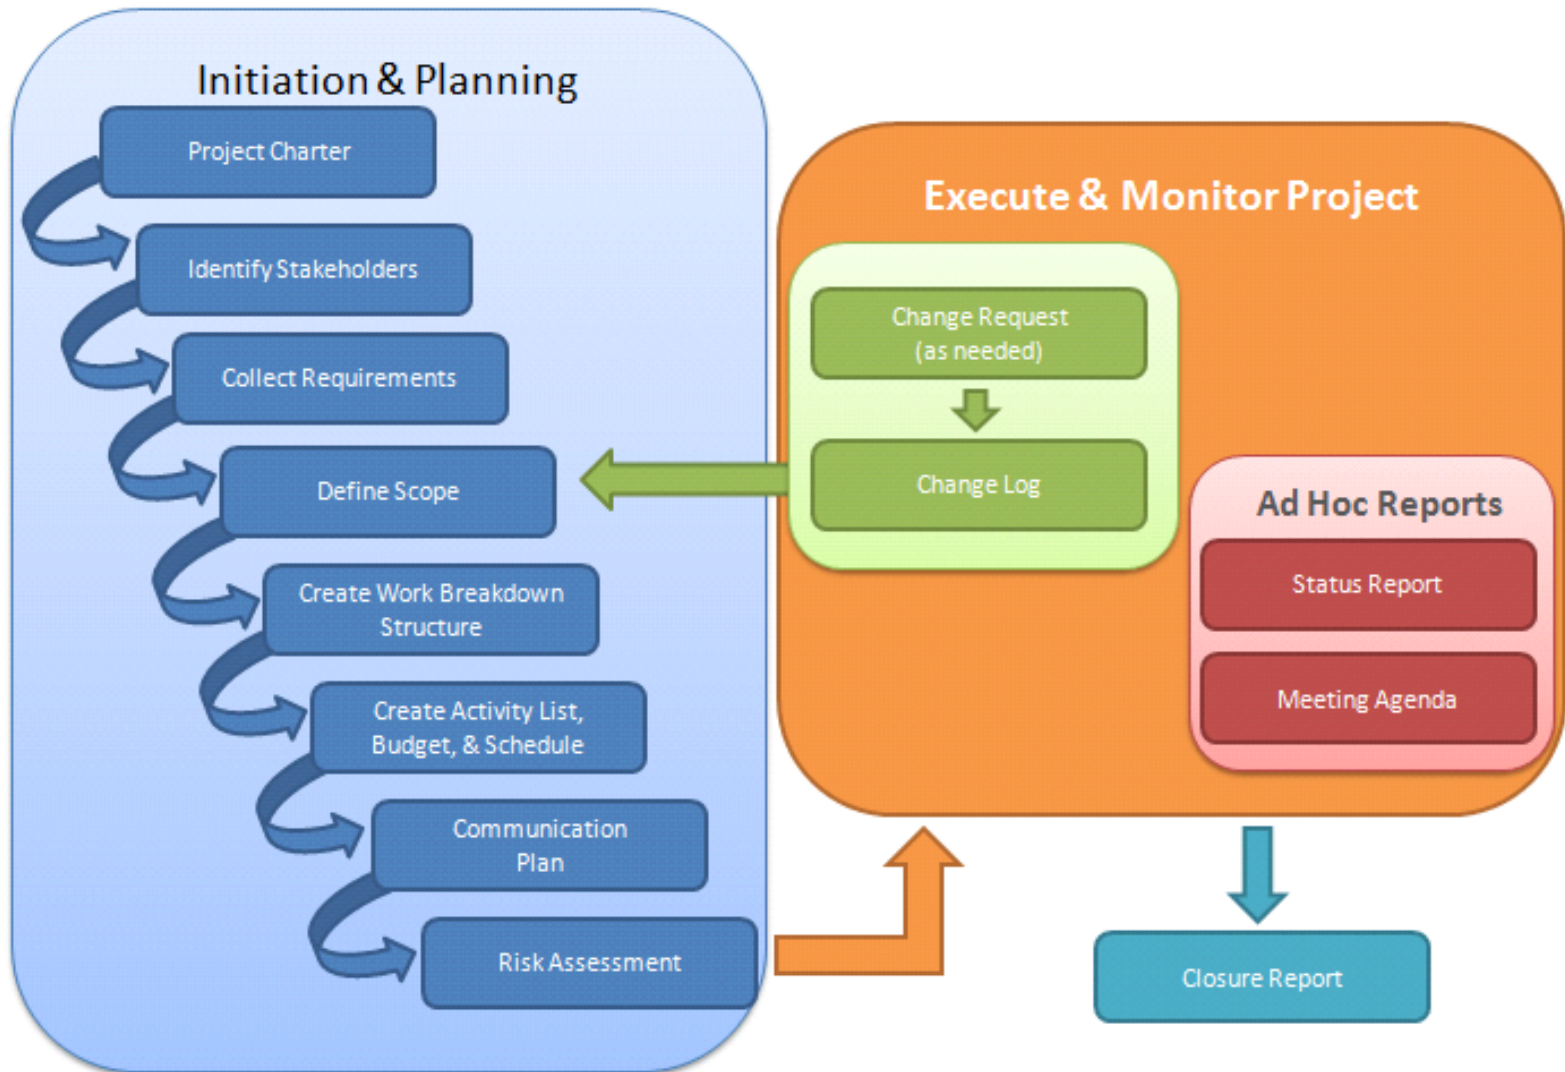 Initiation & Planning
Project Charter
Identify Stakeholders
Collect Requirements
Define Scope
Create Work Breakdown
Structure
Create Activity List,
Budget, & Schedule
Communication
Plan
Risk Assessment
Execute & Monitor Project
Change Request
(as needed)
Change Log
Ad Hoc Reports
Status Report
Meeting Agenda
Closure Report